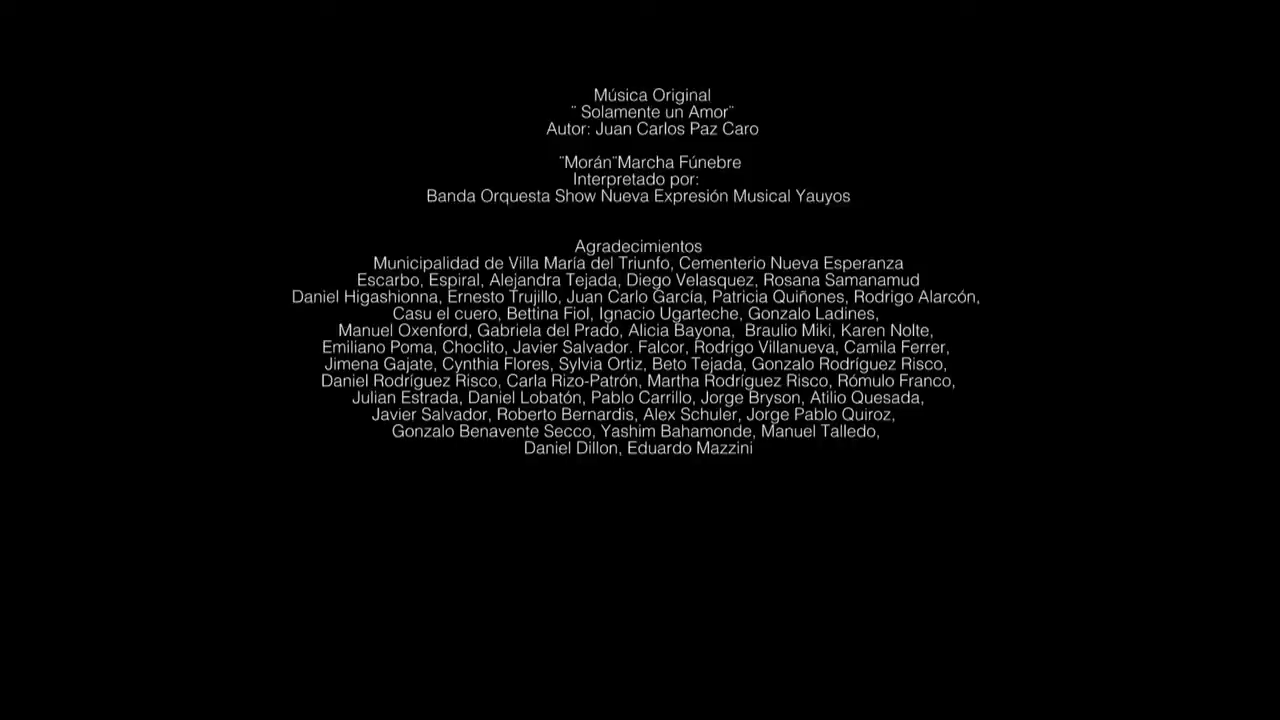 Música Original
¨ Solamente un Amor¨
Autor: Juan Carlos Paz Caro
¨Morán¨Marcha Fúnebre
Interpretado por:
Banda Orquesta Show Nueva Expresión Musical Yauyos
Agradecimientos
Municipalidad de Villa María del Triunfo, Cementerio Nueva Esperanza
Escarbo, Espiral, Alejandra Tejada, Diego Velasquez, Rosana Samanamud
Daniel Higashionna, Ernesto Trujillo, Juan Carlo García, Patricia Quiñones, Rodrigo Alarcón,
Casu el cuero, Bettina Fiol, Ignacio Ugarteche, Gonzalo Ladines,
Manuel Oxenford, Gabriela del Prado, Alicia Bayona,  Braulio Miki, Karen Nolte,
Emiliano Poma, Choclito, Javier Salvador. Falcor, Rodrigo Villanueva, Camila Ferrer,
Jimena Gajate, Cynthia Flores, Sylvia Ortiz, Beto Tejada, Gonzalo Rodríguez Risco,
Daniel Rodríguez Risco, Carla Rizo-Patrón, Martha Rodríguez Risco, Rómulo Franco,
Julian Estrada, Daniel Lobatón, Pablo Carrillo, Jorge Bryson, Atilio Quesada,
Javier Salvador, Roberto Bernardis, Alex Schuler, Jorge Pablo Quiroz,
Gonzalo Benavente Secco, Yashim Bahamonde, Manuel Talledo,
Daniel Dillon, Eduardo Mazzini